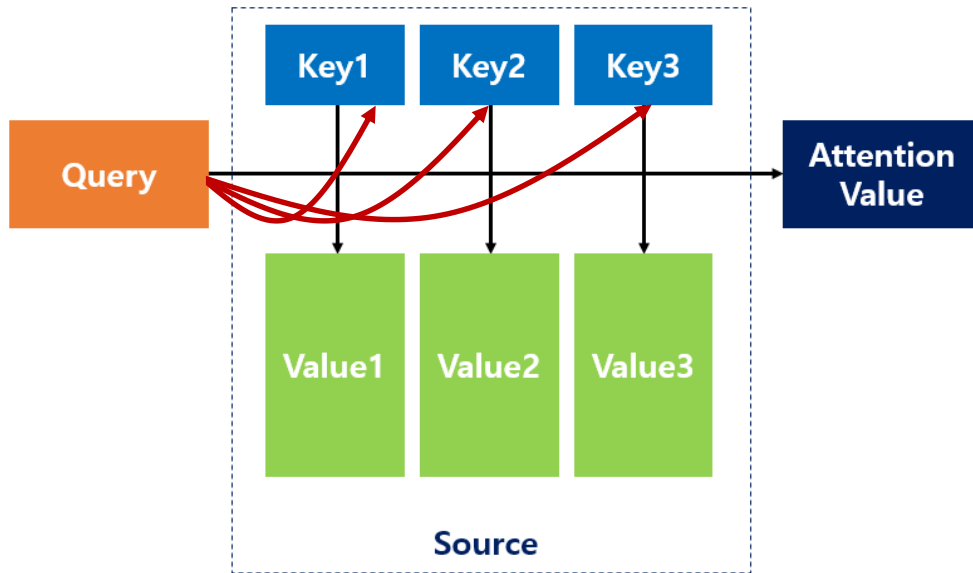 Key1
Key2
Key3
Query
Attention
Value
Value1
Value2
Value3
Source